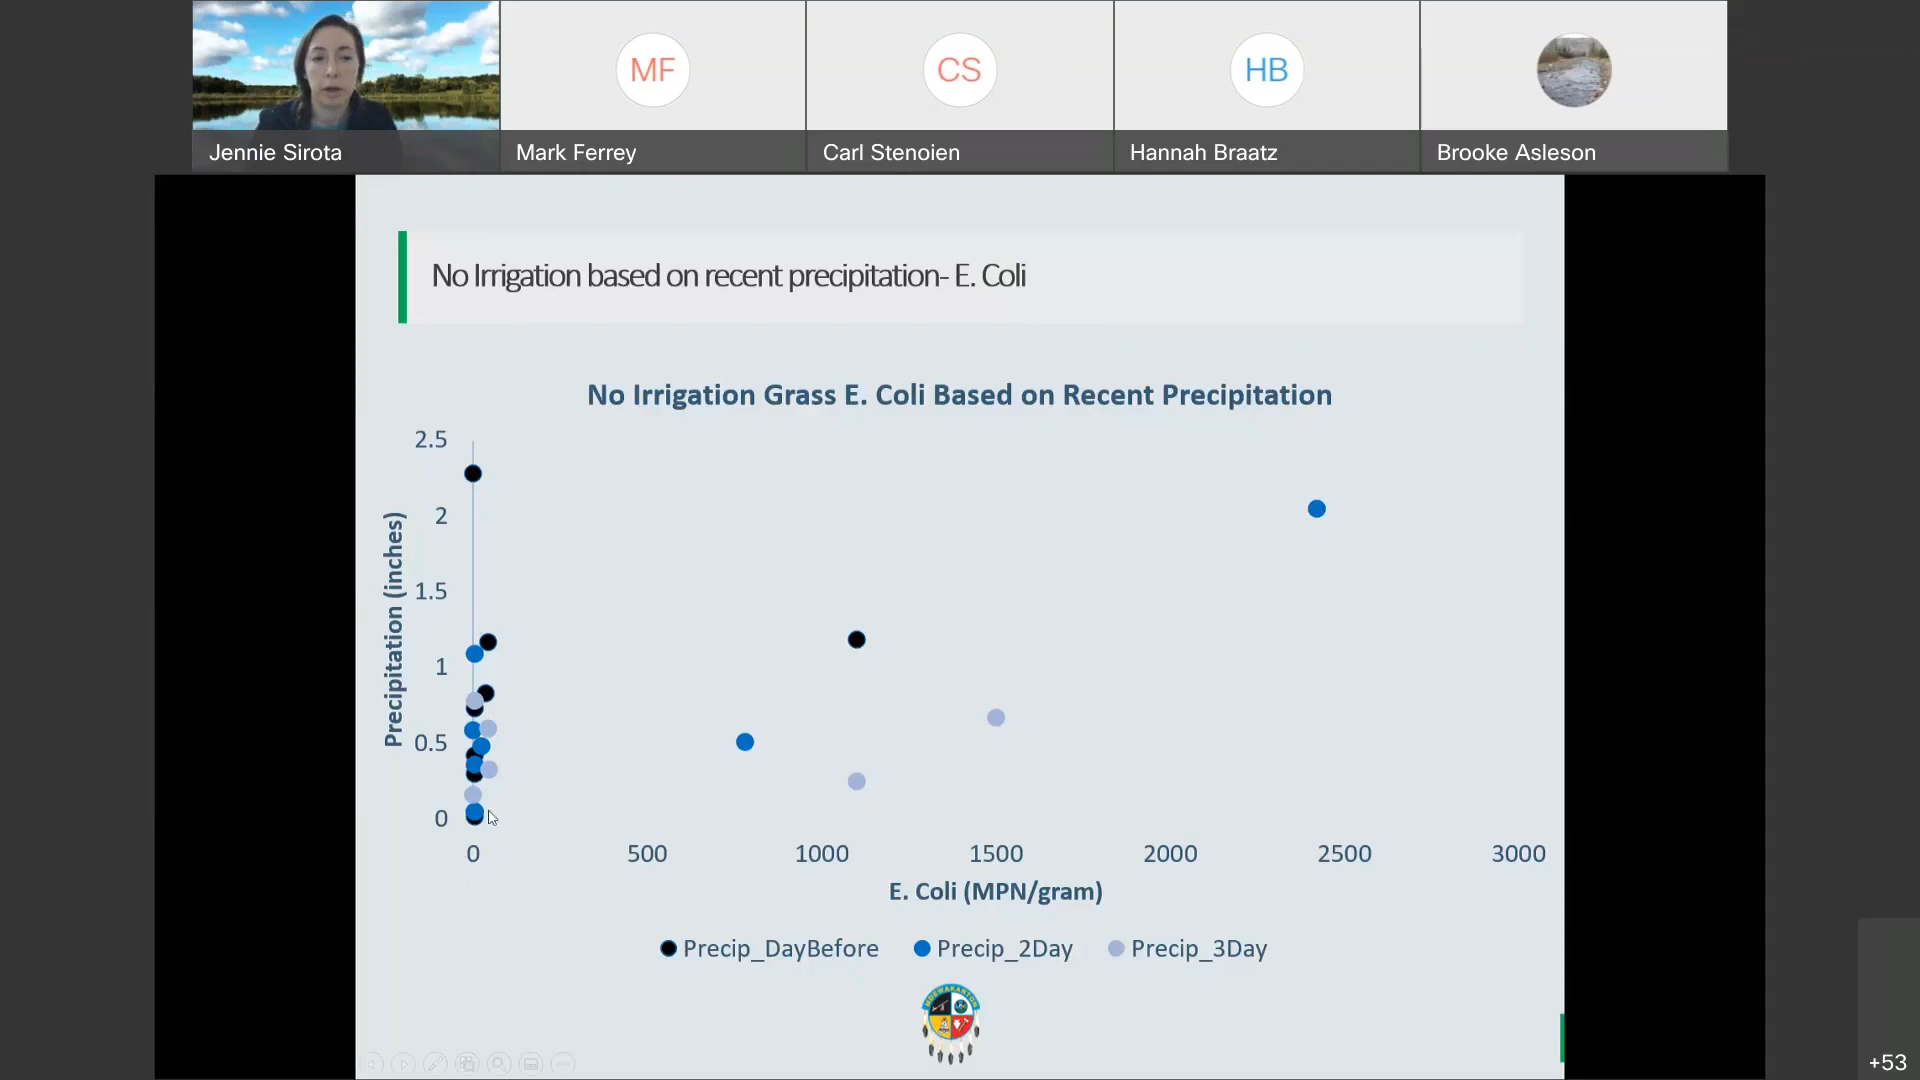 MF
CS
HB
Jennie Sirota
Mark Ferrey
Carl Stenoien
Hannah Braatz
Brooke Asleson
No Irrigation based on recent precipitation- E. Coli
No Irrigation Grass E. Coli Based on Recent Precipitation
Precipitation (inches)
2.5
2
1.5
1
0.5
0
0
500
1000
1500
2000
2500
3000
E. Coli (MPN/gram)
Precip_DayBefore
Precip_2Day
Precip_3Day
+53